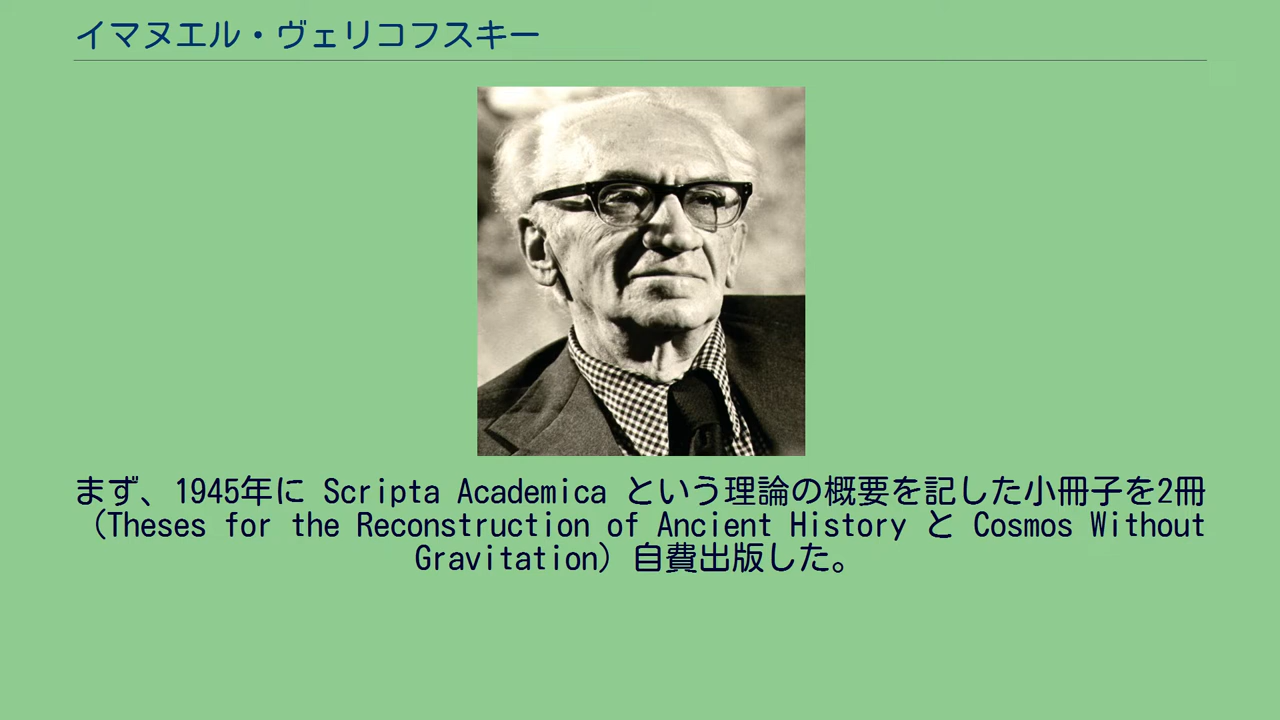 イマヌエル・ヴェリコフスキー
まず、1945年に Scripta Academica という理論の概要を記した小冊子を2冊
（Theses for the Reconstruction of Ancient History と Cosmos Without
Gravitation）自費出版した。